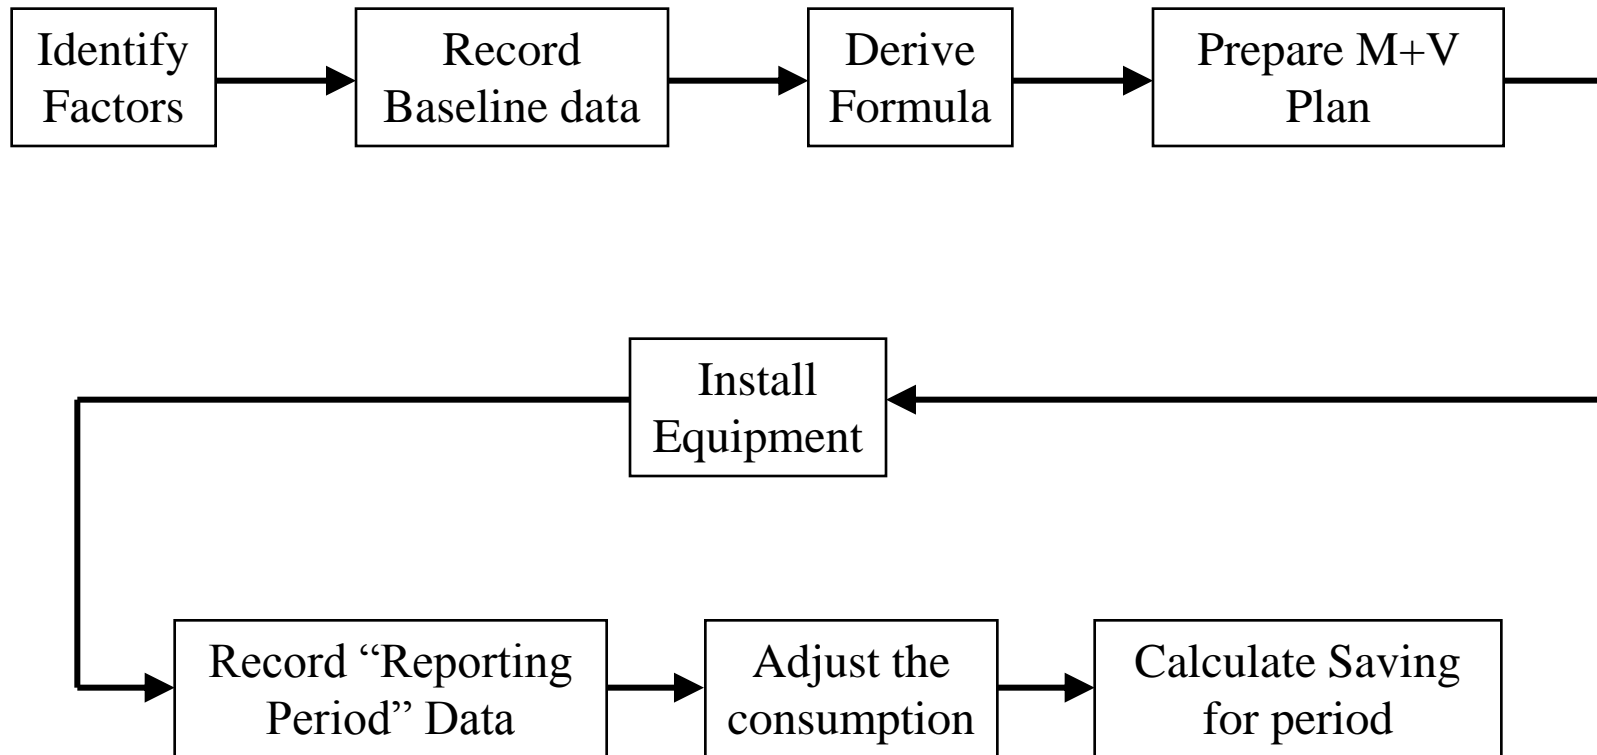 Identify
Factors
Record
Baseline data
Derive
Formula
Prepare M+V
Plan
Install
Equipment
Record “Reporting
Period” Data
Adjust the
consumption
Calculate Saving
for period